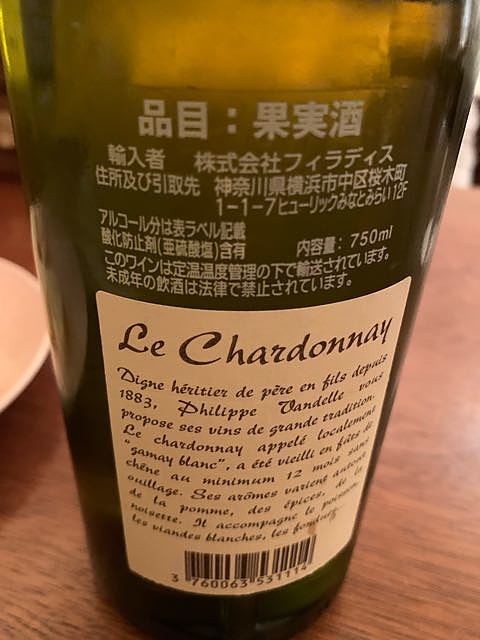 品目：果実酒
輸入者 株式会社フィラディス
住所及び引取先 神奈川県横浜市中区桜木町
1-1-7ヒューリックみなとみらい12F
アルコール分は表ラベル記載
酸化防止剤(亜硫酸塩)含有 内容量: 750ml
このワインは定温温度管理の下で輸送されています。
未成年の飲酒は法律で禁止されています。
Le Chardonnay
Digne héritier de père en fils depuis
1883, Philippe Vandelle vous
propose ses vins de grande tradition.
Le chardonnay appelé localement
"gamay blanc", a été vieilli en fûts de
chêne au minimum 12 mois sans
ouillage. Ses arômes varient autour
de la pomme, des épices, de la
noisette. Il accompagne le poisson,
les viandes blanches, les fondues
3 760063 531114